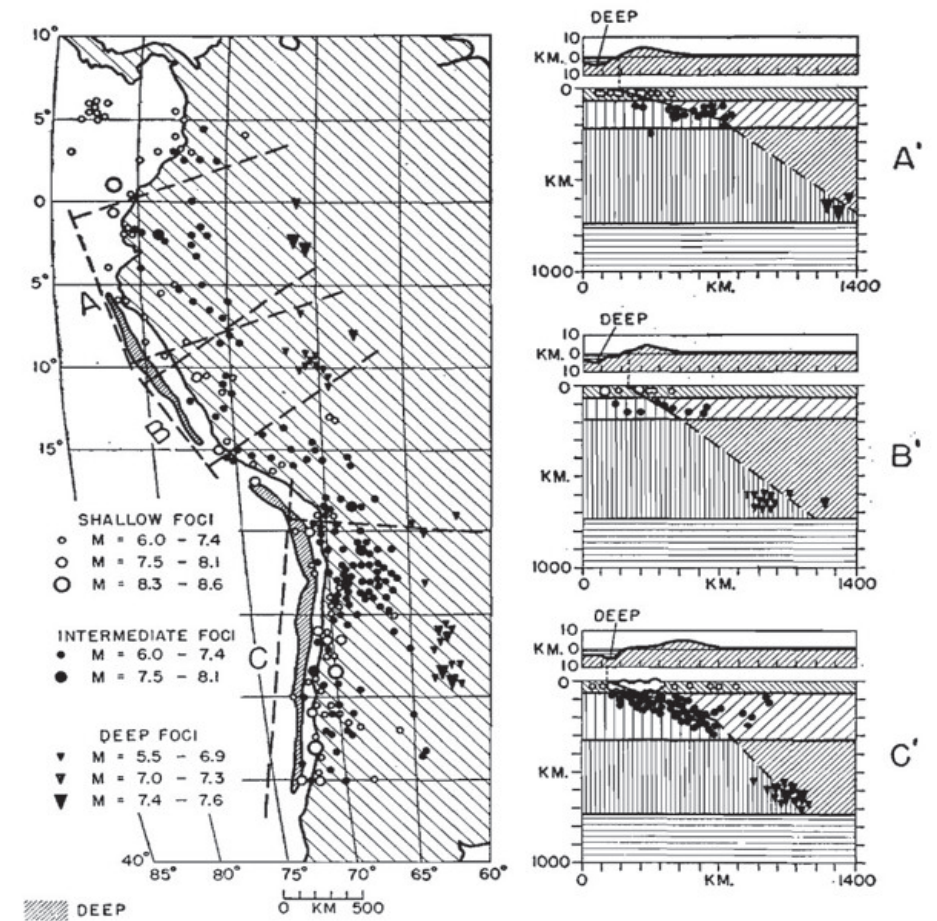 10°
5°
0
5°
10°
15°
40°
A
B
C
SHALLOW FOCI
M = 6.0 - 7.4
M = 7.5 - 8.1
M = 8.3 - 8.6
INTERMEDIATE FOCI
M = 6.0 - 7.4
M = 7.5 - 8.1
DEEP FOCI
M = 5.5 - 6.9
M = 7.0 - 7.3
M = 7.4 - 7.6
85° 80° 75° 70° 65° 60°
0 KM 500
DEEP
DEEP
10
KM. 0
10
0
KM.
1000
0 KM. 1400
A'
DEEP
10
KM. 0
10
0
KM.
1000
0 KM. 1400
B'
DEEP
10
KM. 0
10
0
KM.
1000
0 KM. 1400
C'